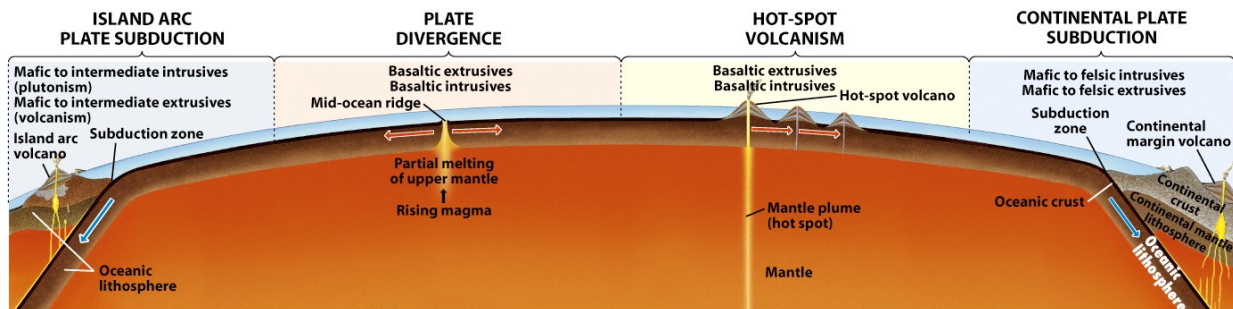 ISLAND ARC
PLATE SUBDUCTION
PLATE
DIVERGENCE
HOT-SPOT
VOLCANISM
CONTINENTAL PLATE
SUBDUCTION
Mafic to intermediate intrusives
(plutonism)
Mafic to intermediate extrusives
(volcanism)
Island arc
volcano
Subduction zone
Oceanic
lithosphere
Basaltic extrusives
Basaltic intrusives
Mid-ocean ridge
Partial melting
of upper mantle
Rising magma
Basaltic extrusives
Basaltic intrusives
Hot-spot volcano
Mantle plume
(hot spot)
Mantle
Mafic to felsic intrusives
Mafic to felsic extrusives
Subduction
zone
Continental
margin volcano
Oceanic crust
Continental
crust
Continental mantle
lithosphere
Oceanic
lithosphere